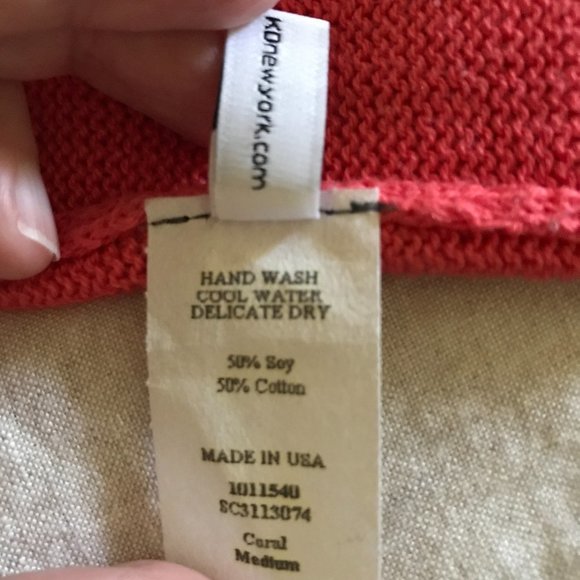 KDnewyork.com
HAND WASH
COOL WATER
DELICATE DRY
50% Soy
50% Cotton
MADE IN USA
1011540
SC3113074
Coral
Medium